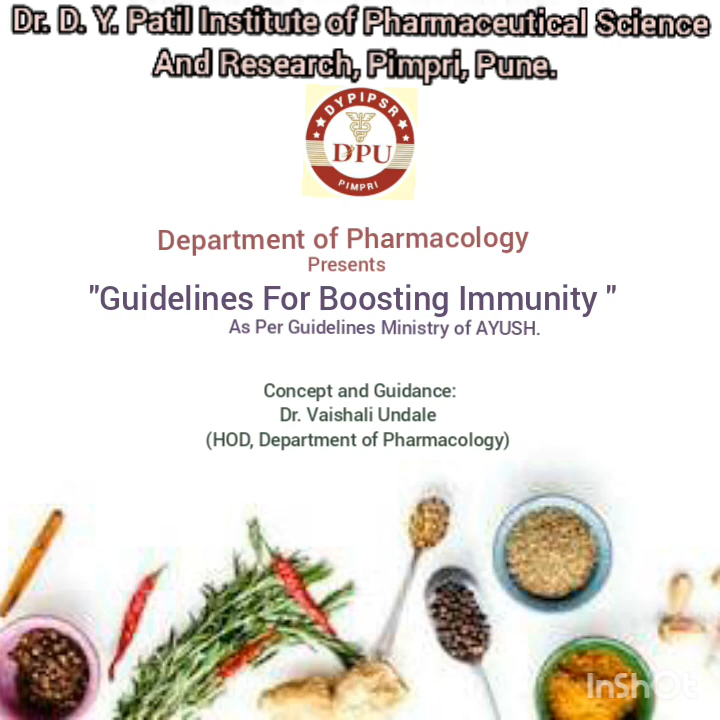 Dr. D. Y. Patil Institute of Pharmaceutical Science
And Research, Pimpri, Pune.
DYPIPSR
DPU
PIMPRI
Department of Pharmacology
Presents
"Guidelines For Boosting Immunity "
As Per Guidelines Ministry of AYUSH.
Concept and Guidance:
Dr. Vaishali Undale
(HOD, Department of Pharmacology)
InShOt